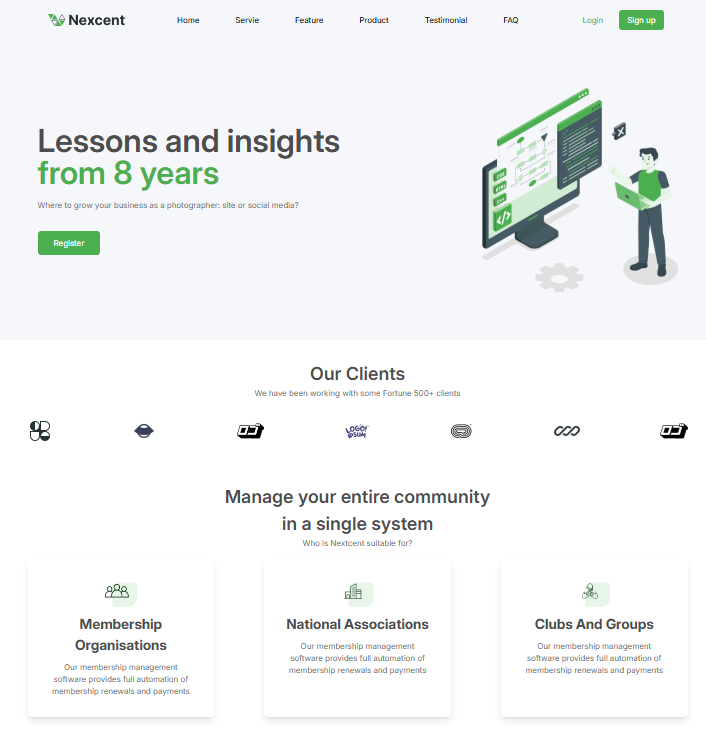 Nexcent
Home
Servie
Feature
Product
Testimonial
FAQ
Login
Sign up
Lessons and insights
from 8 years
Where to grow your business as a photographer: site or social media?
Register
CSS
HTML
C++
</>
X
Our Clients
We have been working with some Fortune 500+ clients
LOGO!
IPSUM
Manage your entire community
in a single system
Who is Nextcent suitable for?
Membership
Organisations
Our membership management
software provides full automation of
membership renewals and payments
National Associations
Our membership management
software provides full automation of
membership renewals and payments
Clubs And Groups
Our membership management
software provides full automation of
membership renewals and payments